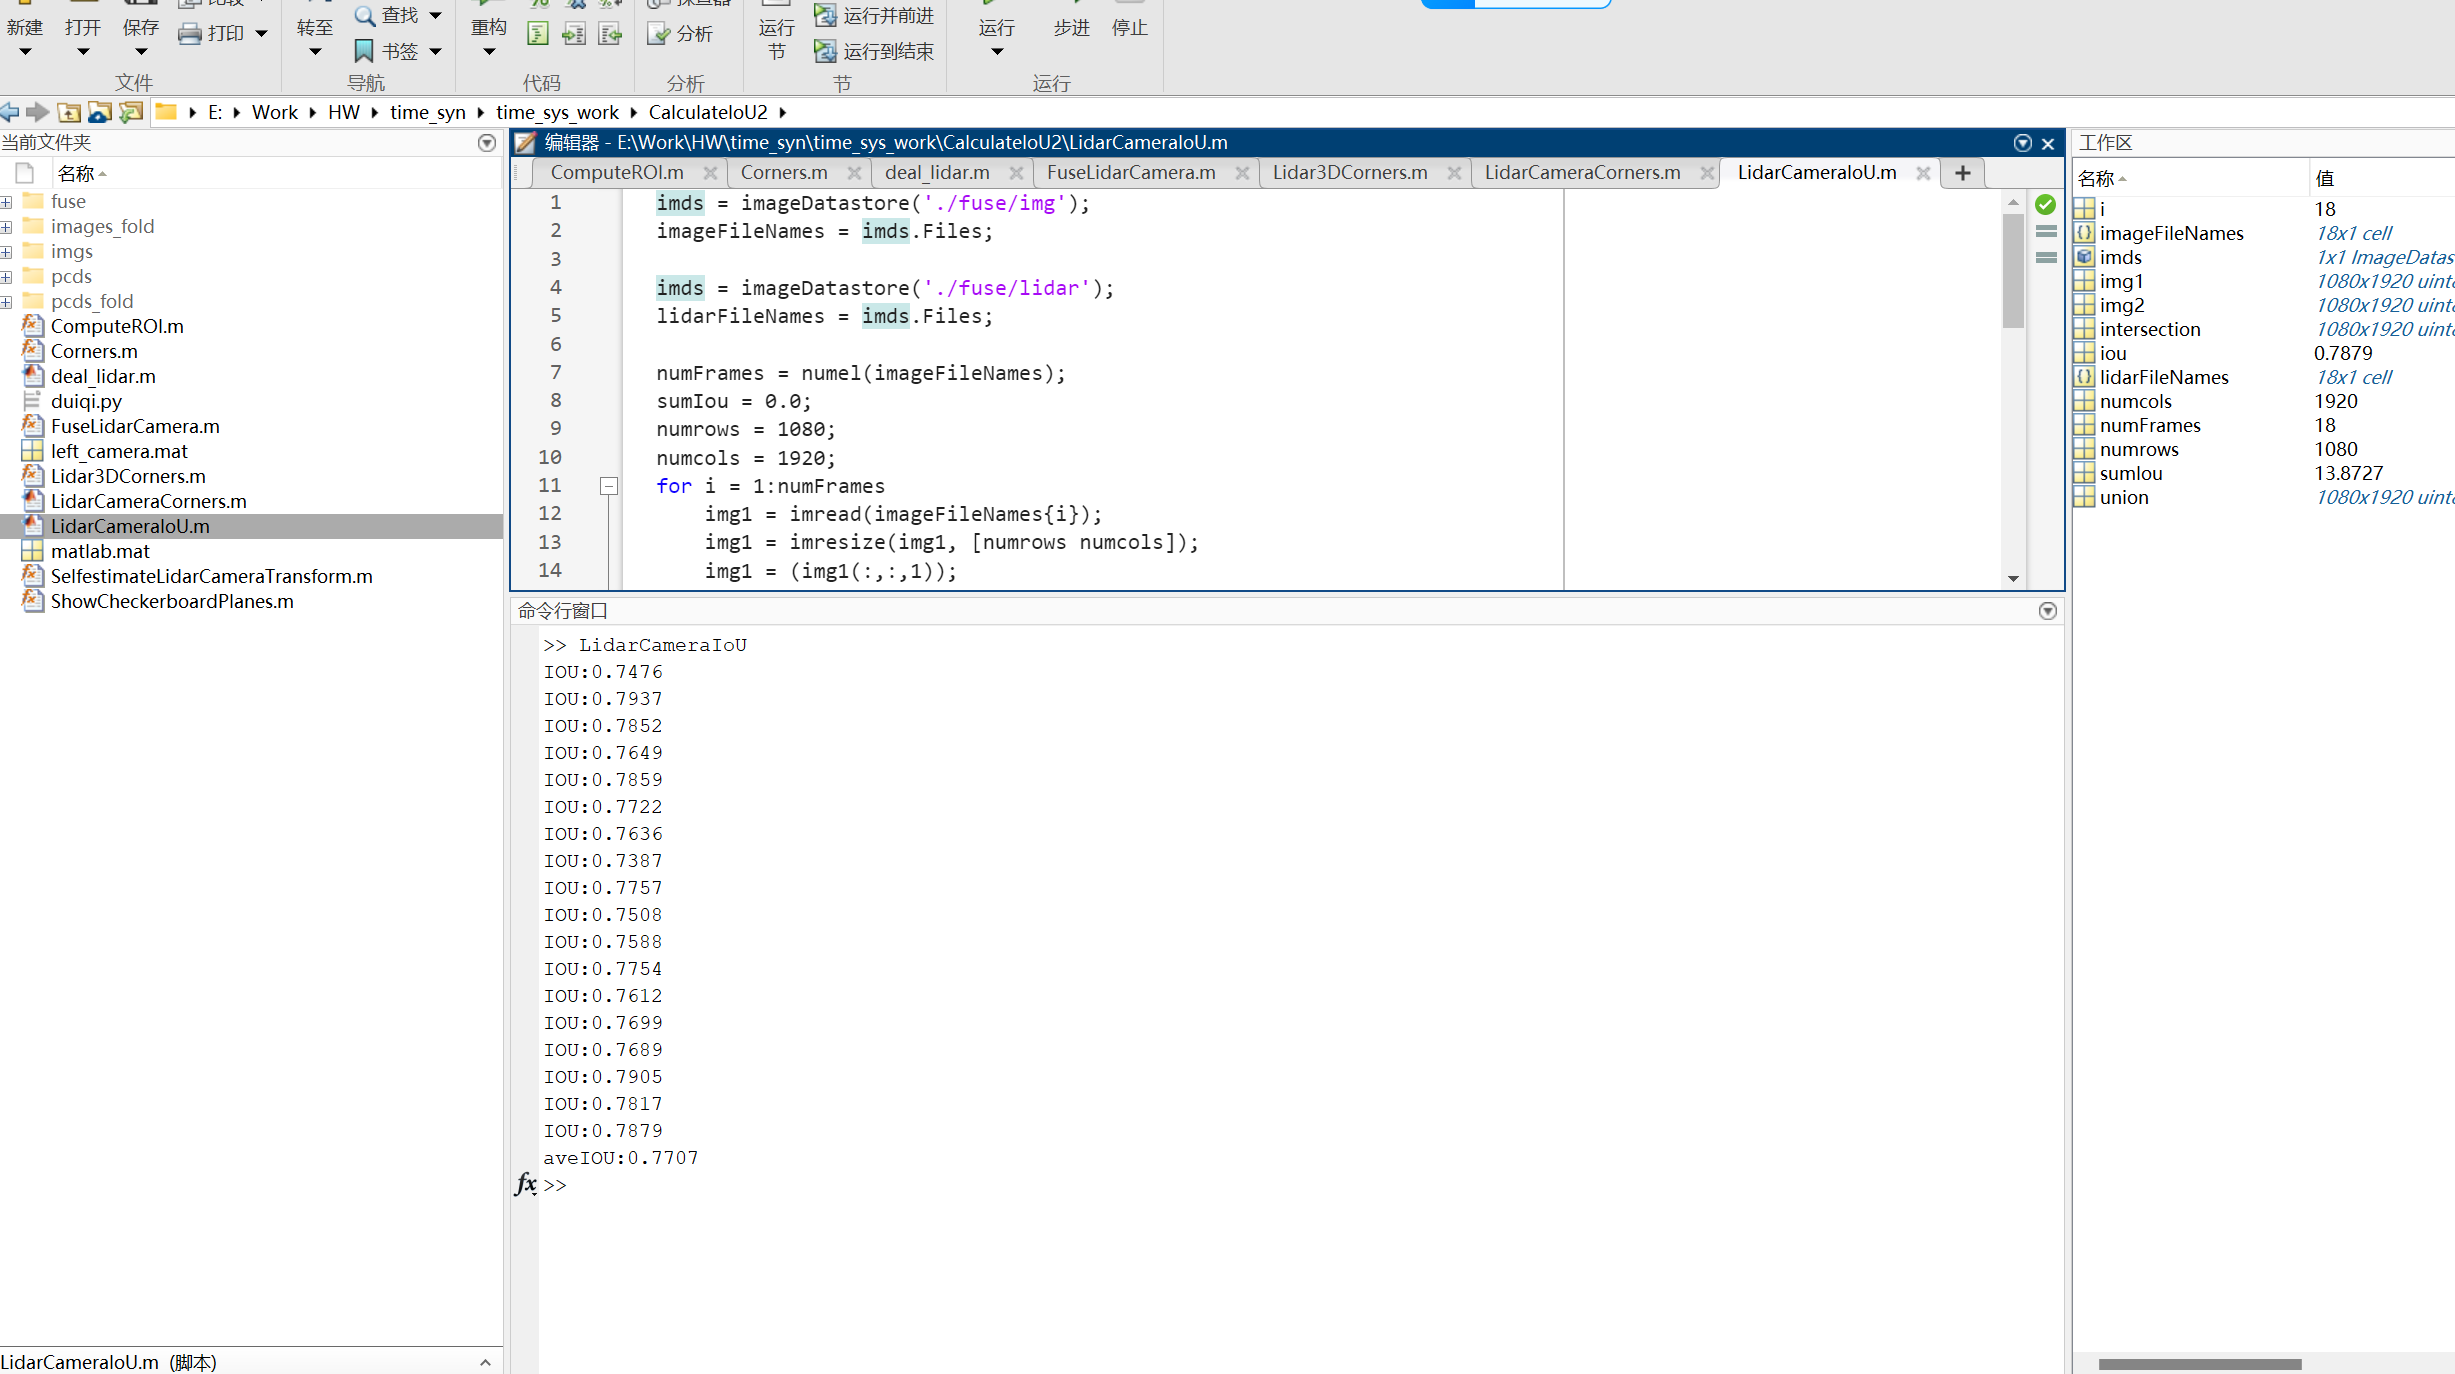 新建
打开
保存
打印
文件
转至
查找
书签
导航
重构
代码
分析
分析
运行
节
运行并前进
运行到结束
节
运行
步进
停止
运行
E: Work HW time_syn time_sys_work CalculateIoU2
当前文件夹
名称
fuse
images_fold
imgs
pcds
pcds_fold
ComputeROI.m
Corners.m
deal_lidar.m
duiqi.py
FuseLidarCamera.m
left_camera.mat
Lidar3DCorners.m
LidarCameraCorners.m
LidarCameraIoU.m
matlab.mat
SelfestimateLidarCameraTransform.m
ShowCheckerboardPlanes.m
LidarCameraIoU.m (脚本)
编辑器 - E:\Work\HW\time_syn\time_sys_work\CalculateIoU2\LidarCameraIoU.m
ComputeROI.m Corners.m deal_lidar.m FuseLidarCamera.m Lidar3DCorners.m LidarCameraCorners.m LidarCameraIoU.m +
1 imds = imageDatastore('./fuse/img');
2 imageFileNames = imds.Files;
3
4 imds = imageDatastore('./fuse/lidar');
5 lidarFileNames = imds.Files;
6
7 numFrames = numel(imageFileNames);
8 sumIou = 0.0;
9 numrows = 1080;
10 numcols = 1920;
11 for i = 1:numFrames
12 img1 = imread(imageFileNames{i});
13 img1 = imresize(img1, [numrows numcols]);
14 img1 = (img1(:,:,1));
命令行窗口
>> LidarCameraIoU
IOU:0.7476
IOU:0.7937
IOU:0.7852
IOU:0.7649
IOU:0.7859
IOU:0.7722
IOU:0.7636
IOU:0.7387
IOU:0.7757
IOU:0.7508
IOU:0.7588
IOU:0.7754
IOU:0.7612
IOU:0.7699
IOU:0.7689
IOU:0.7905
IOU:0.7817
IOU:0.7879
aveIOU:0.7707
fx >>
工作区
名称 值
i 18
imageFileNames 18x1 cell
imds 1x1 ImageDatas
img1 1080x1920 uint
img2 1080x1920 uint
intersection 1080x1920 uint
iou 0.7879
lidarFileNames 18x1 cell
numcols 1920
numFrames 18
numrows 1080
sumIou 13.8727
union 1080x1920 uint